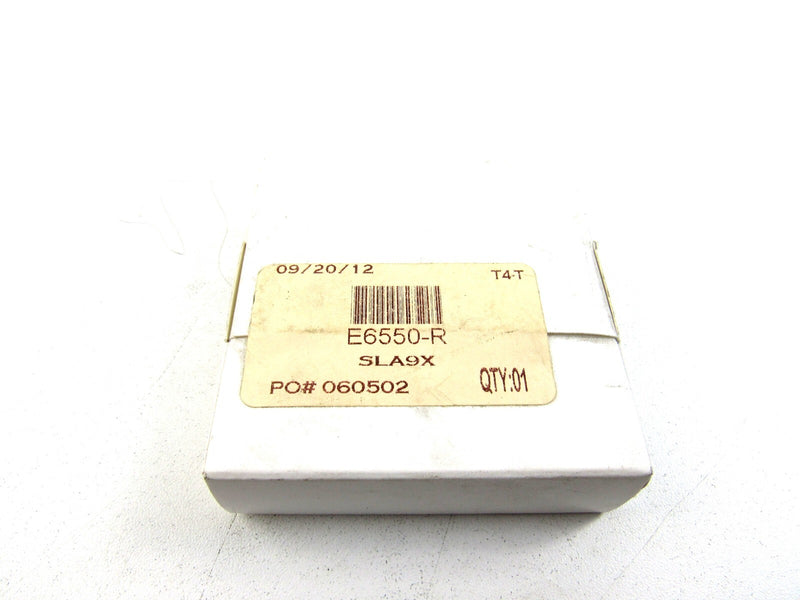 09/20/12 T4-T
E6550-R
SLA9X
PO# 060502 QTY:01